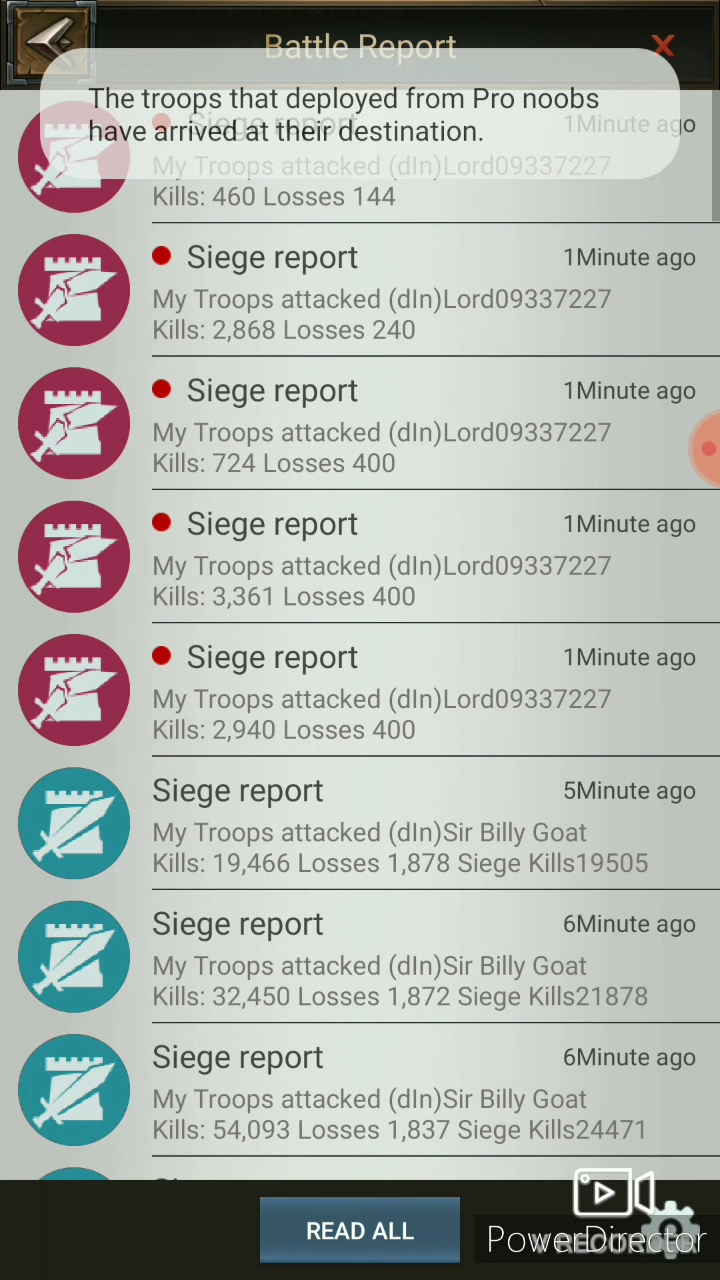 Battle Report
X
The troops that deployed from Pro noobs
have arrived at their destination.
Siege report
1Minute ago
My Troops attacked (dIn)Lord09337227
Kills: 460 Losses 144
Siege report
1Minute ago
My Troops attacked (dIn)Lord09337227
Kills: 2,868 Losses 240
Siege report
1Minute ago
My Troops attacked (dIn)Lord09337227
Kills: 724 Losses 400
Siege report
1Minute ago
My Troops attacked (dIn)Lord09337227
Kills: 3,361 Losses 400
Siege report
1Minute ago
My Troops attacked (dIn)Lord09337227
Kills: 2,940 Losses 400
Siege report
5Minute ago
My Troops attacked (dIn)Sir Billy Goat
Kills: 19,466 Losses 1,878 Siege Kills19505
Siege report
6Minute ago
My Troops attacked (dIn)Sir Billy Goat
Kills: 32,450 Losses 1,872 Siege Kills21878
Siege report
6Minute ago
My Troops attacked (dIn)Sir Billy Goat
Kills: 54,093 Losses 1,837 Siege Kills24471
READ ALL
PowerDirector